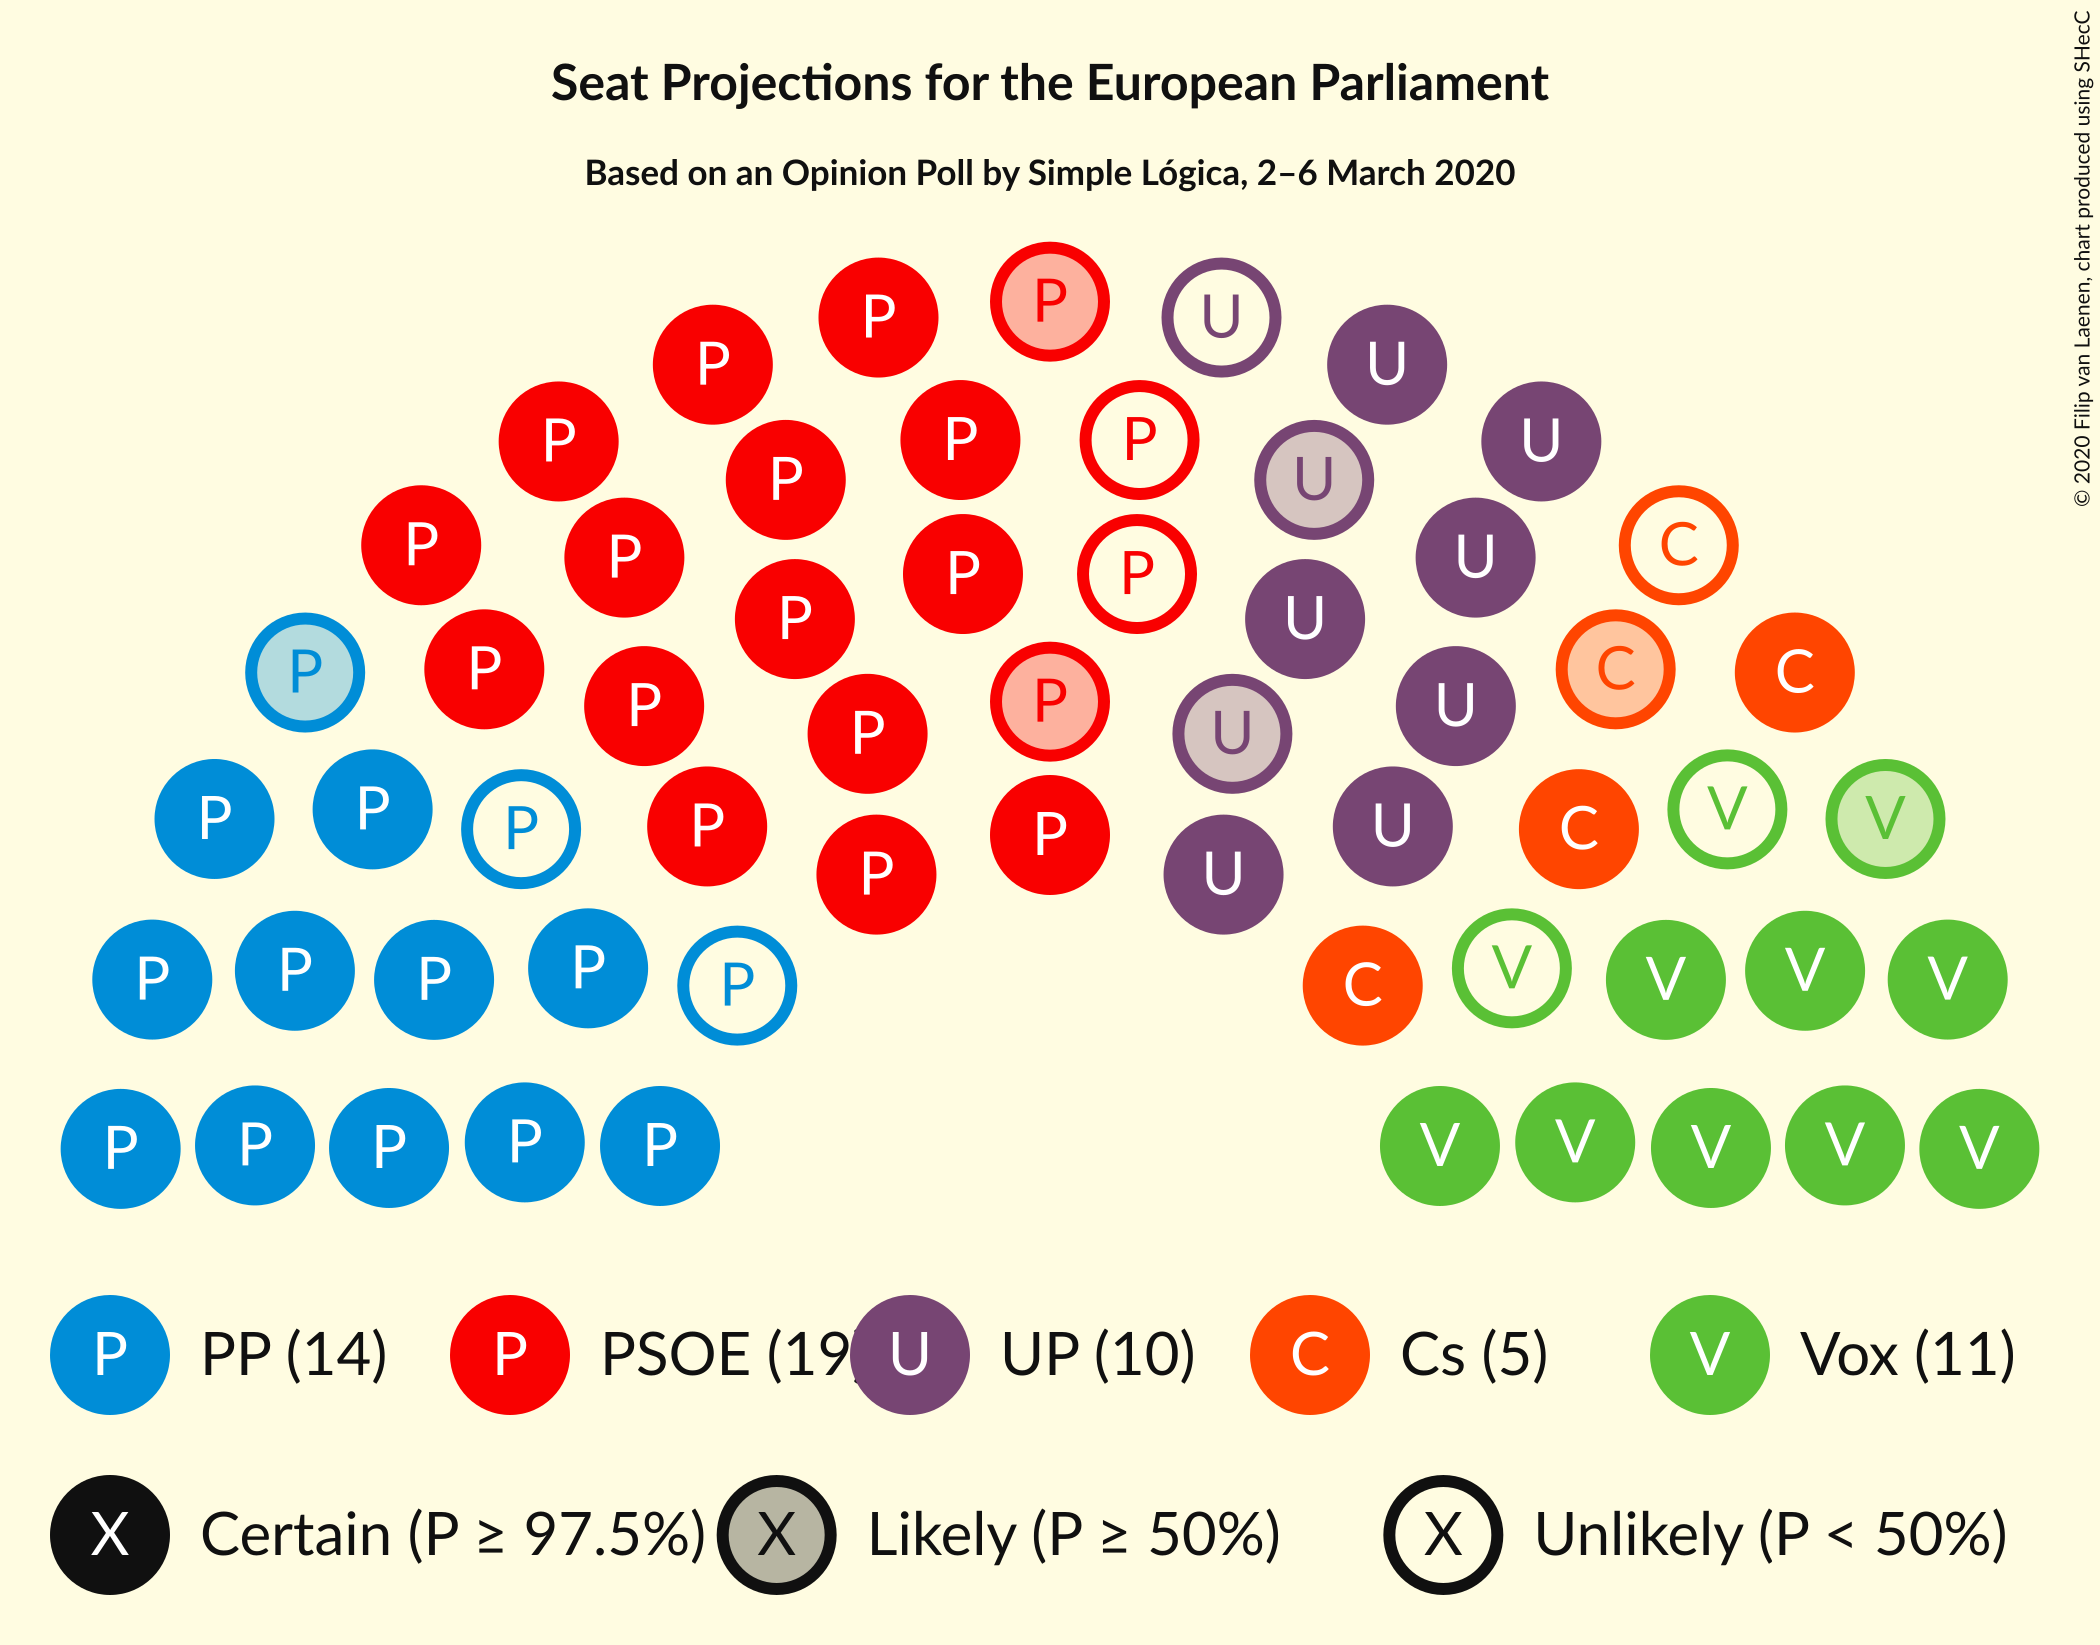 Seat Projections for the European Parliament
Based on an Opinion Poll by Simple Lógica, 2–6 March 2020
© 2020 Filip van Laenen, chart produced using SHecC
P
P U
P U
P P P U
P U U
P C
P P U
P P
P U
P P C
P C
P P U
P U
P P C
P P V V
P P U
P U
P P P P P C V V V V
P P P P P V V V V V
P PP (14) P PSOE (19) U UP (10) C Cs (5) V Vox (11)
X Certain (P ≥ 97.5%) X Likely (P ≥ 50%) X Unlikely (P < 50%)